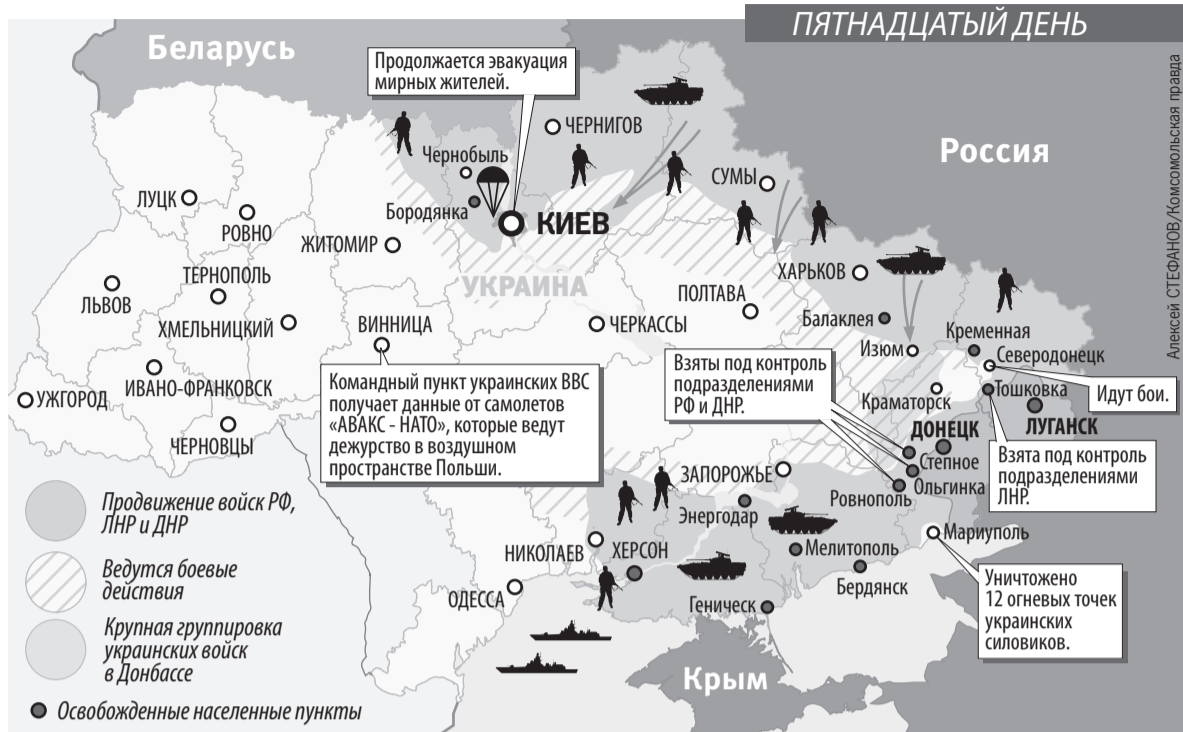 ПЯТНАДЦАТЫЙ ДЕНЬ
Алексей СТЕФАНОВ/Комсомольская правда
Беларусь
Россия
Продолжается эвакуация
мирных жителей.
ЧЕРНИГОВ
Чернобыль
СУМЫ
Бородянка
КИЕВ
ЛУЦК
РОВНО
ЖИТОМИР
УКРАИНА
ХАРЬКОВ
ТЕРНОПОЛЬ
ЛЬВОВ
ПОЛТАВА
ХМЕЛЬНИЦКИЙ
ВИННИЦА
ЧЕРКАССЫ
Балаклея
Кременная
Изюм
Северодонецк
Взяты под контроль
подразделениями
РФ и ДНР.
Идут бои.
Командный пункт украинских ВВС
получает данные от самолетов
«АВАКС - НАТО», которые ведут
дежурство в воздушном
пространстве Польши.
ИВАНО-ФРАНКОВСК
УЖГОРОД
ЧЕРНОВЦЫ
Краматорск
Тошковка
ЛУГАНСК
ДОНЕЦК
Взята под контроль
подразделениями
ЛНР.
Степное
Ольгинка
Ровнополь
ЗАПОРОЖЬЕ
Энергодар
Мариуполь
НИКОЛАЕВ
ХЕРСОН
Мелитополь
Бердянск
ОДЕССА
Геническ
Уничтожено
12 огневых точек
украинских
силовиков.
Крым
Продвижение войск РФ,
ЛНР и ДНР
Ведутся боевые
действия
Крупная группировка
украинских войск
в Донбассе
Освобожденные населенные пункты